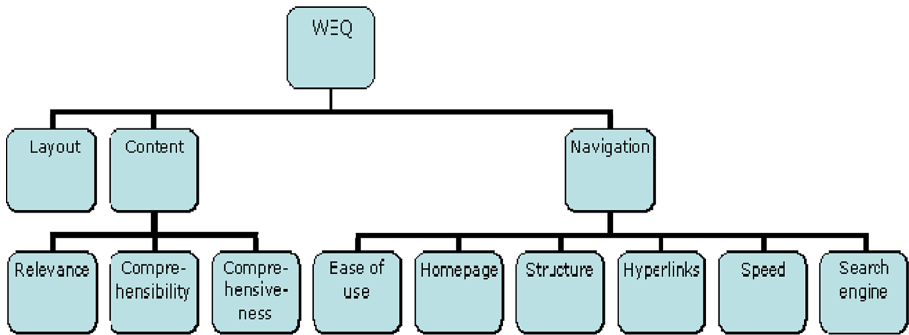 WEQ
Layout
Content
Navigation
Relevance
Compre-
hensibility
Compre-
hensive-
ness
Ease of
use
Homepage
Structure
Hyperlinks
Speed
Search
engine